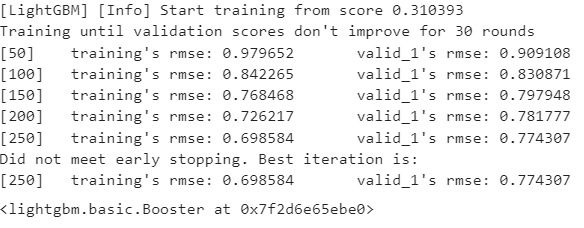 [LightGBM] [Info] Start training from score 0.310393
Training until validation scores don't improve for 30 rounds
[50] training's rmse: 0.979652 valid_1's rmse: 0.909108
[100] training's rmse: 0.842265 valid_1's rmse: 0.830871
[150] training's rmse: 0.768468 valid_1's rmse: 0.797948
[200] training's rmse: 0.726217 valid_1's rmse: 0.781777
[250] training's rmse: 0.698584 valid_1's rmse: 0.774307
Did not meet early stopping. Best iteration is:
[250] training's rmse: 0.698584 valid_1's rmse: 0.774307
<lightgbm.basic.Booster at 0x7f2d6e65ebe0>